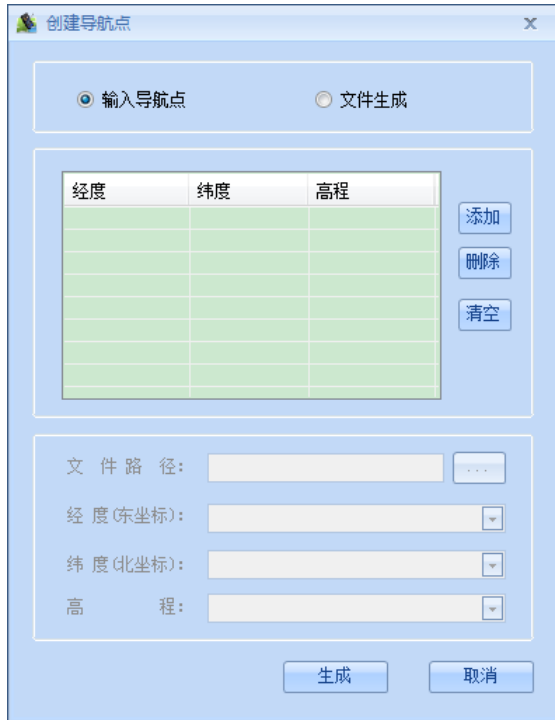 创建导航点
输入导航点 文件生成
经度 纬度 高程
添加
删除
清空
文 件 路 径: ...
经 度(东坐标):
纬 度(北坐标):
高 程:
生成 取消